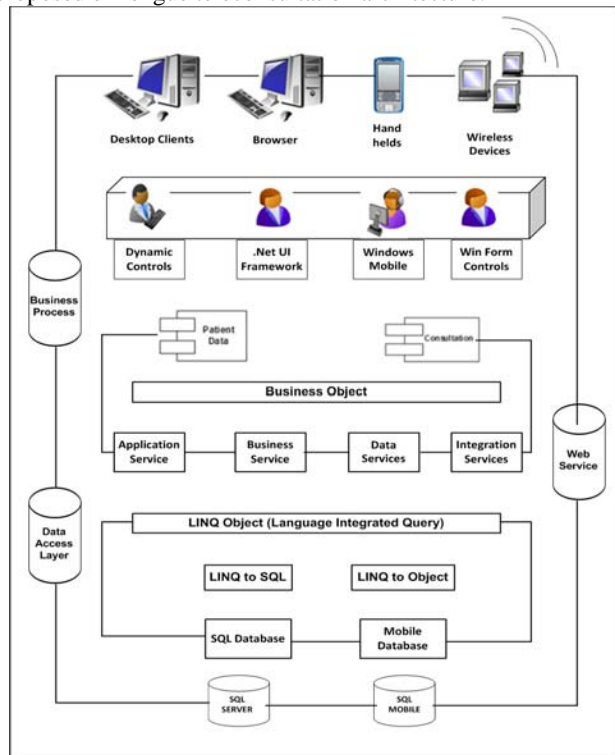 Desktop Clients
Browser
Hand
helds
Wireless
Devices
Dynamic
Controls
.Net UI
Framework
Windows
Mobile
Win Form
Controls
Business
Process
Patient
Data
Consultation
Business Object
Application
Service
Business
Service
Data
Services
Integration
Services
Web
Service
Data
Access
Layer
LINQ Object (Language Integrated Query)
LINQ to SQL
LINQ to Object
SQL Database
Mobile
Database
SQL
SERVER
SQL
MOBILE